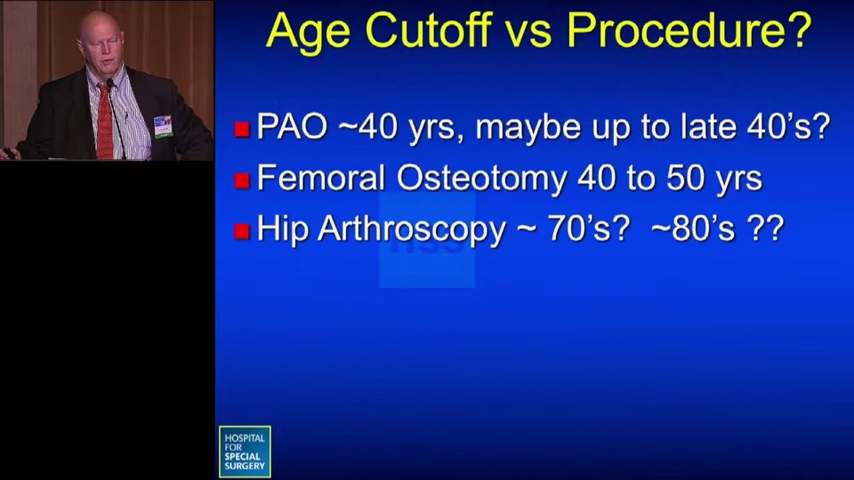 Age Cutoff vs Procedure?
PAO ~40 yrs, maybe up to late 40's?
Femoral Osteotomy 40 to 50 yrs
Hip Arthroscopy ~ 70's? ~80's ??
HOSPITAL
FOR
SPECIAL
SURGERY